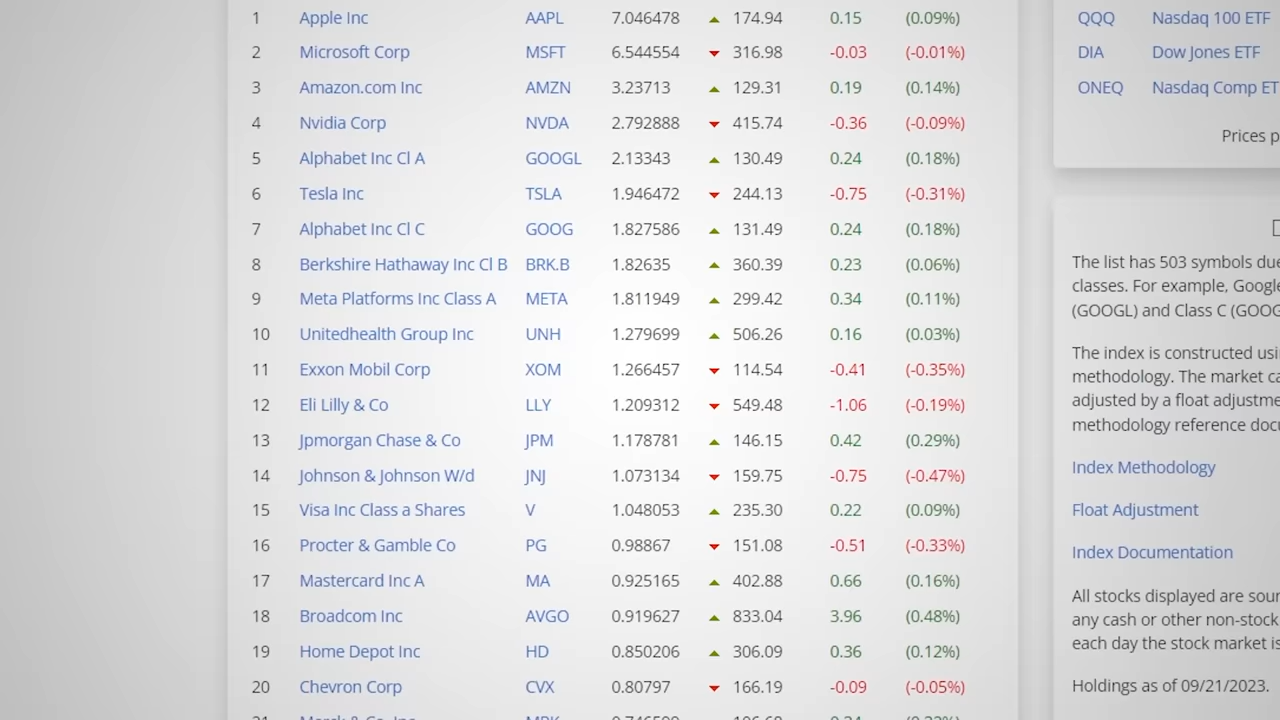 1 Apple Inc AAPL 7.046478 174.94 0.15 (0.09%)
2 Microsoft Corp MSFT 6.544554 316.98 -0.03 (-0.01%)
3 Amazon.com Inc AMZN 3.23713 129.31 0.19 (0.14%)
4 Nvidia Corp NVDA 2.792888 415.74 -0.36 (-0.09%)
5 Alphabet Inc Cl A GOOGL 2.13343 130.49 0.24 (0.18%)
6 Tesla Inc TSLA 1.946472 244.13 -0.75 (-0.31%)
7 Alphabet Inc Cl C GOOG 1.827586 131.49 0.24 (0.18%)
8 Berkshire Hathaway Inc Cl B BRK.B 1.82635 360.39 0.23 (0.06%)
9 Meta Platforms Inc Class A META 1.811949 299.42 0.34 (0.11%)
10 Unitedhealth Group Inc UNH 1.279699 506.26 0.16 (0.03%)
11 Exxon Mobil Corp XOM 1.266457 114.54 -0.41 (-0.35%)
12 Eli Lilly & Co LLY 1.209312 549.48 -1.06 (-0.19%)
13 Jpmorgan Chase & Co JPM 1.178781 146.15 0.42 (0.29%)
14 Johnson & Johnson W/d JNJ 1.073134 159.75 -0.75 (-0.47%)
15 Visa Inc Class a Shares V 1.048053 235.30 0.22 (0.09%)
16 Procter & Gamble Co PG 0.98867 151.08 -0.51 (-0.33%)
17 Mastercard Inc A MA 0.925165 402.88 0.66 (0.16%)
18 Broadcom Inc AVGO 0.919627 833.04 3.96 (0.48%)
19 Home Depot Inc HD 0.850206 306.09 0.36 (0.12%)
20 Chevron Corp CVX 0.80797 166.19 -0.09 (-0.05%)
QQQ Nasdaq 100 ETF
DIA Dow Jones ETF
ONEQ Nasdaq Comp ET
Prices p
The list has 503 symbols due
classes. For example, Google
(GOOGL) and Class C (GOOG
The index is constructed usi
methodology. The market ca
adjusted by a float adjustme
methodology reference docu
Index Methodology
Float Adjustment
Index Documentation
All stocks displayed are sour
any cash or other non-stock
each day the stock market is
Holdings as of 09/21/2023.